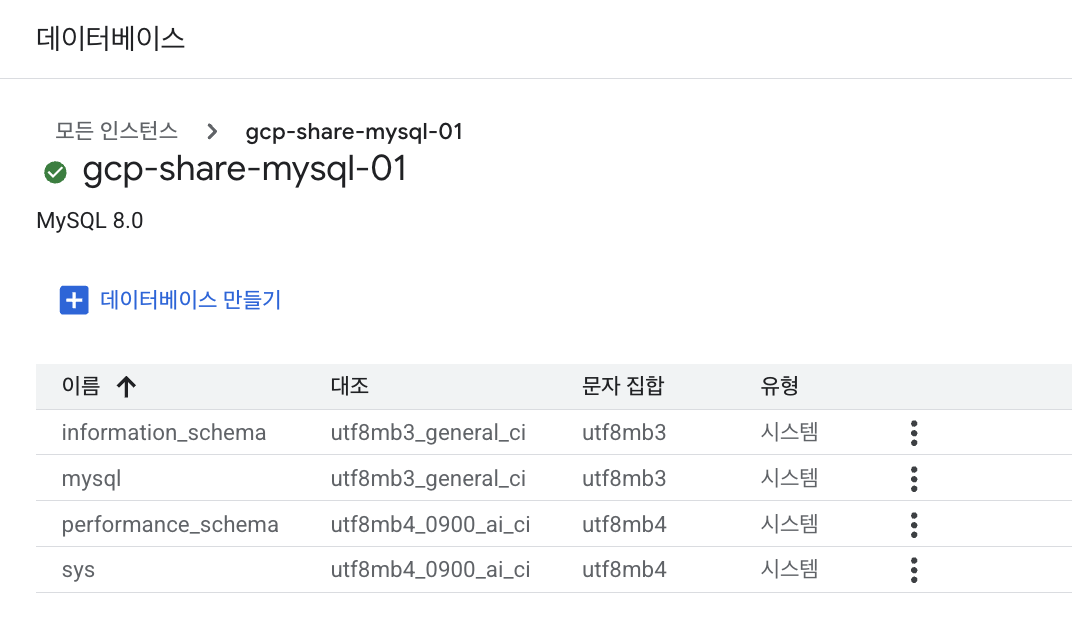 데이터베이스
모든 인스턴스 > gcp-share-mysql-01
gcp-share-mysql-01
MySQL 8.0
데이터베이스 만들기
이름 대조 문자 집합 유형
information_schema utf8mb3_general_ci utf8mb3 시스템
mysql utf8mb3_general_ci utf8mb3 시스템
performance_schema utf8mb4_0900_ai_ci utf8mb4 시스템
sys utf8mb4_0900_ai_ci utf8mb4 시스템